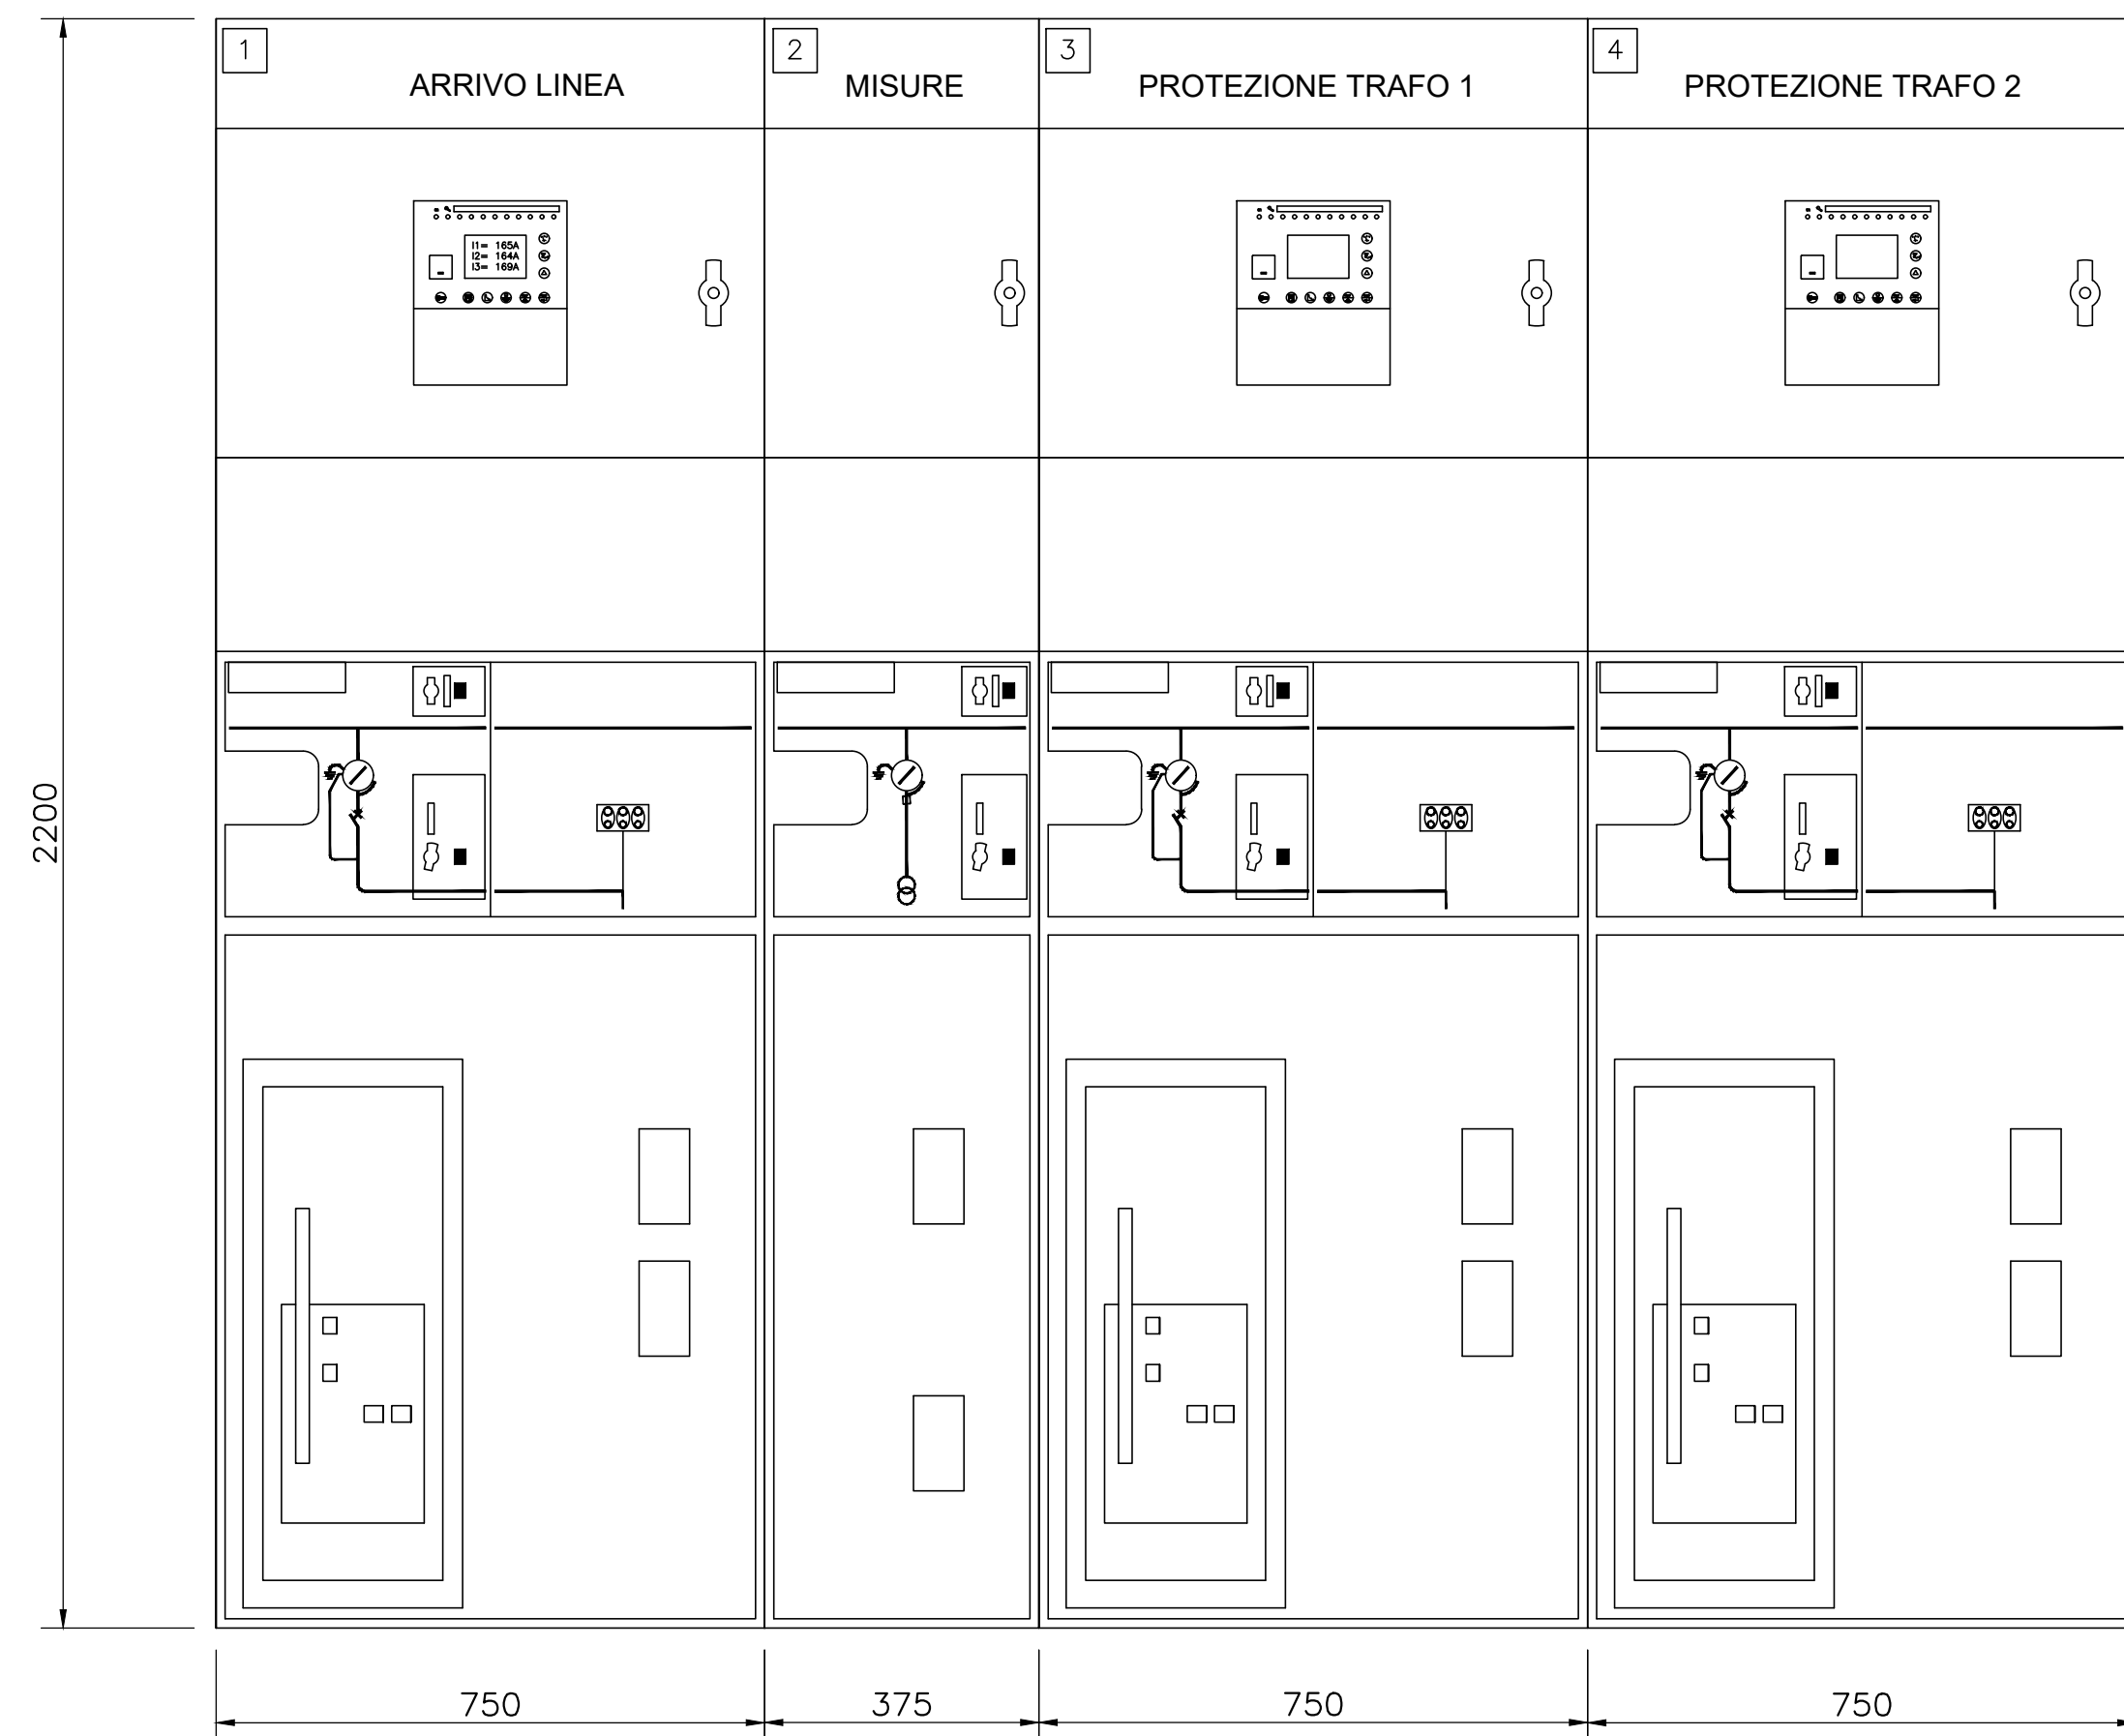 1
ARRIVO LINEA
2
MISURE
3
PROTEZIONE TRAFO 1
4
PROTEZIONE TRAFO 2
I1= 165A
I2= 164A
I3= 169A
2200
750
375
750
750